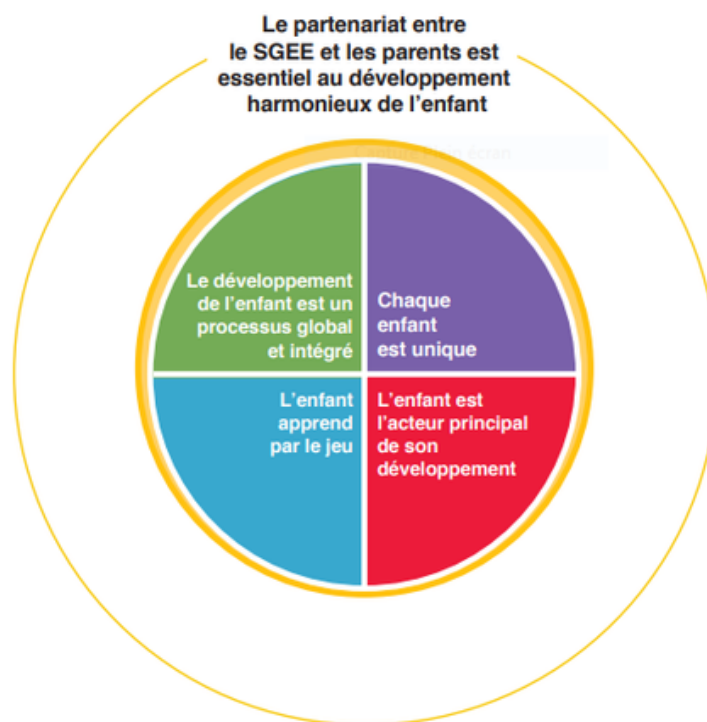 Le partenariat entre
le SGEE et les parents est
essentiel au développement
harmonieux de l'enfant
Le développement
de l'enfant est un
processus global
et intégré
Chaque
enfant
est unique
L'enfant
apprend
par le jeu
L'enfant est
l'acteur principal
de son
développement